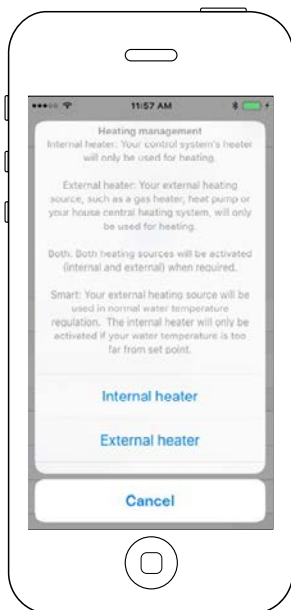 11:57 AM
Heating management
Internal heater: Your control system's heater
will only be used for heating.
External heater: Your external heating
source, such as a gas heater, heat pump or
your house central heating system, will only
be used for heating.
Both: Both heating sources will be activated
(internal and external) when required.
Smart: Your external heating source will be
used in normal water temperature
regulation. The internal heater will only be
activated if your water temperature is too
far from set point.
Internal heater
External heater
Cancel